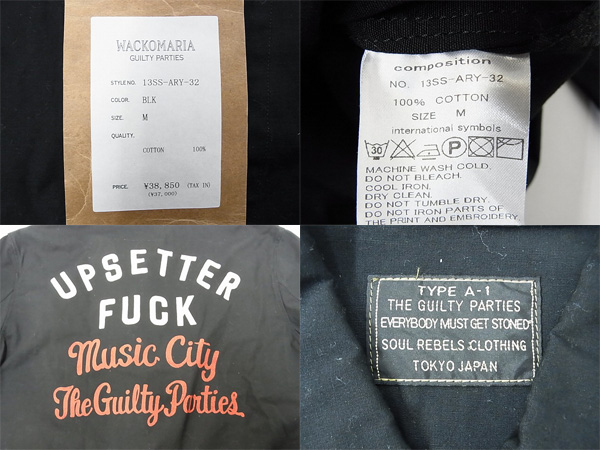 WACKOMARIA
GUILTY PARTIES
STYLE NO. 13SS-ARY-32
COLOR. BLK
SIZE. M
QUALITY.
COTTON 100%
PRICE. ¥38,850 (TAX IN)
(¥37,000)
composition
NO. 13SS-ARY-32
100% COTTON
SIZE M
international symbols
30 P
MACHINE WASH COLD.
DO NOT BLEACH.
COOL IRON.
DRY CLEAN.
DO NOT TUMBLE DRY.
DO NOT IRON PARTS OF
THE PRINT AND EMBROIDERY
UPSETTER
FUCK
Music City
The Guilty Parties
TYPE A-1
THE GUILTY PARTIES
EVERYBODY MUST GET STONED
SOUL REBELS CLOTHING
TOKYO JAPAN